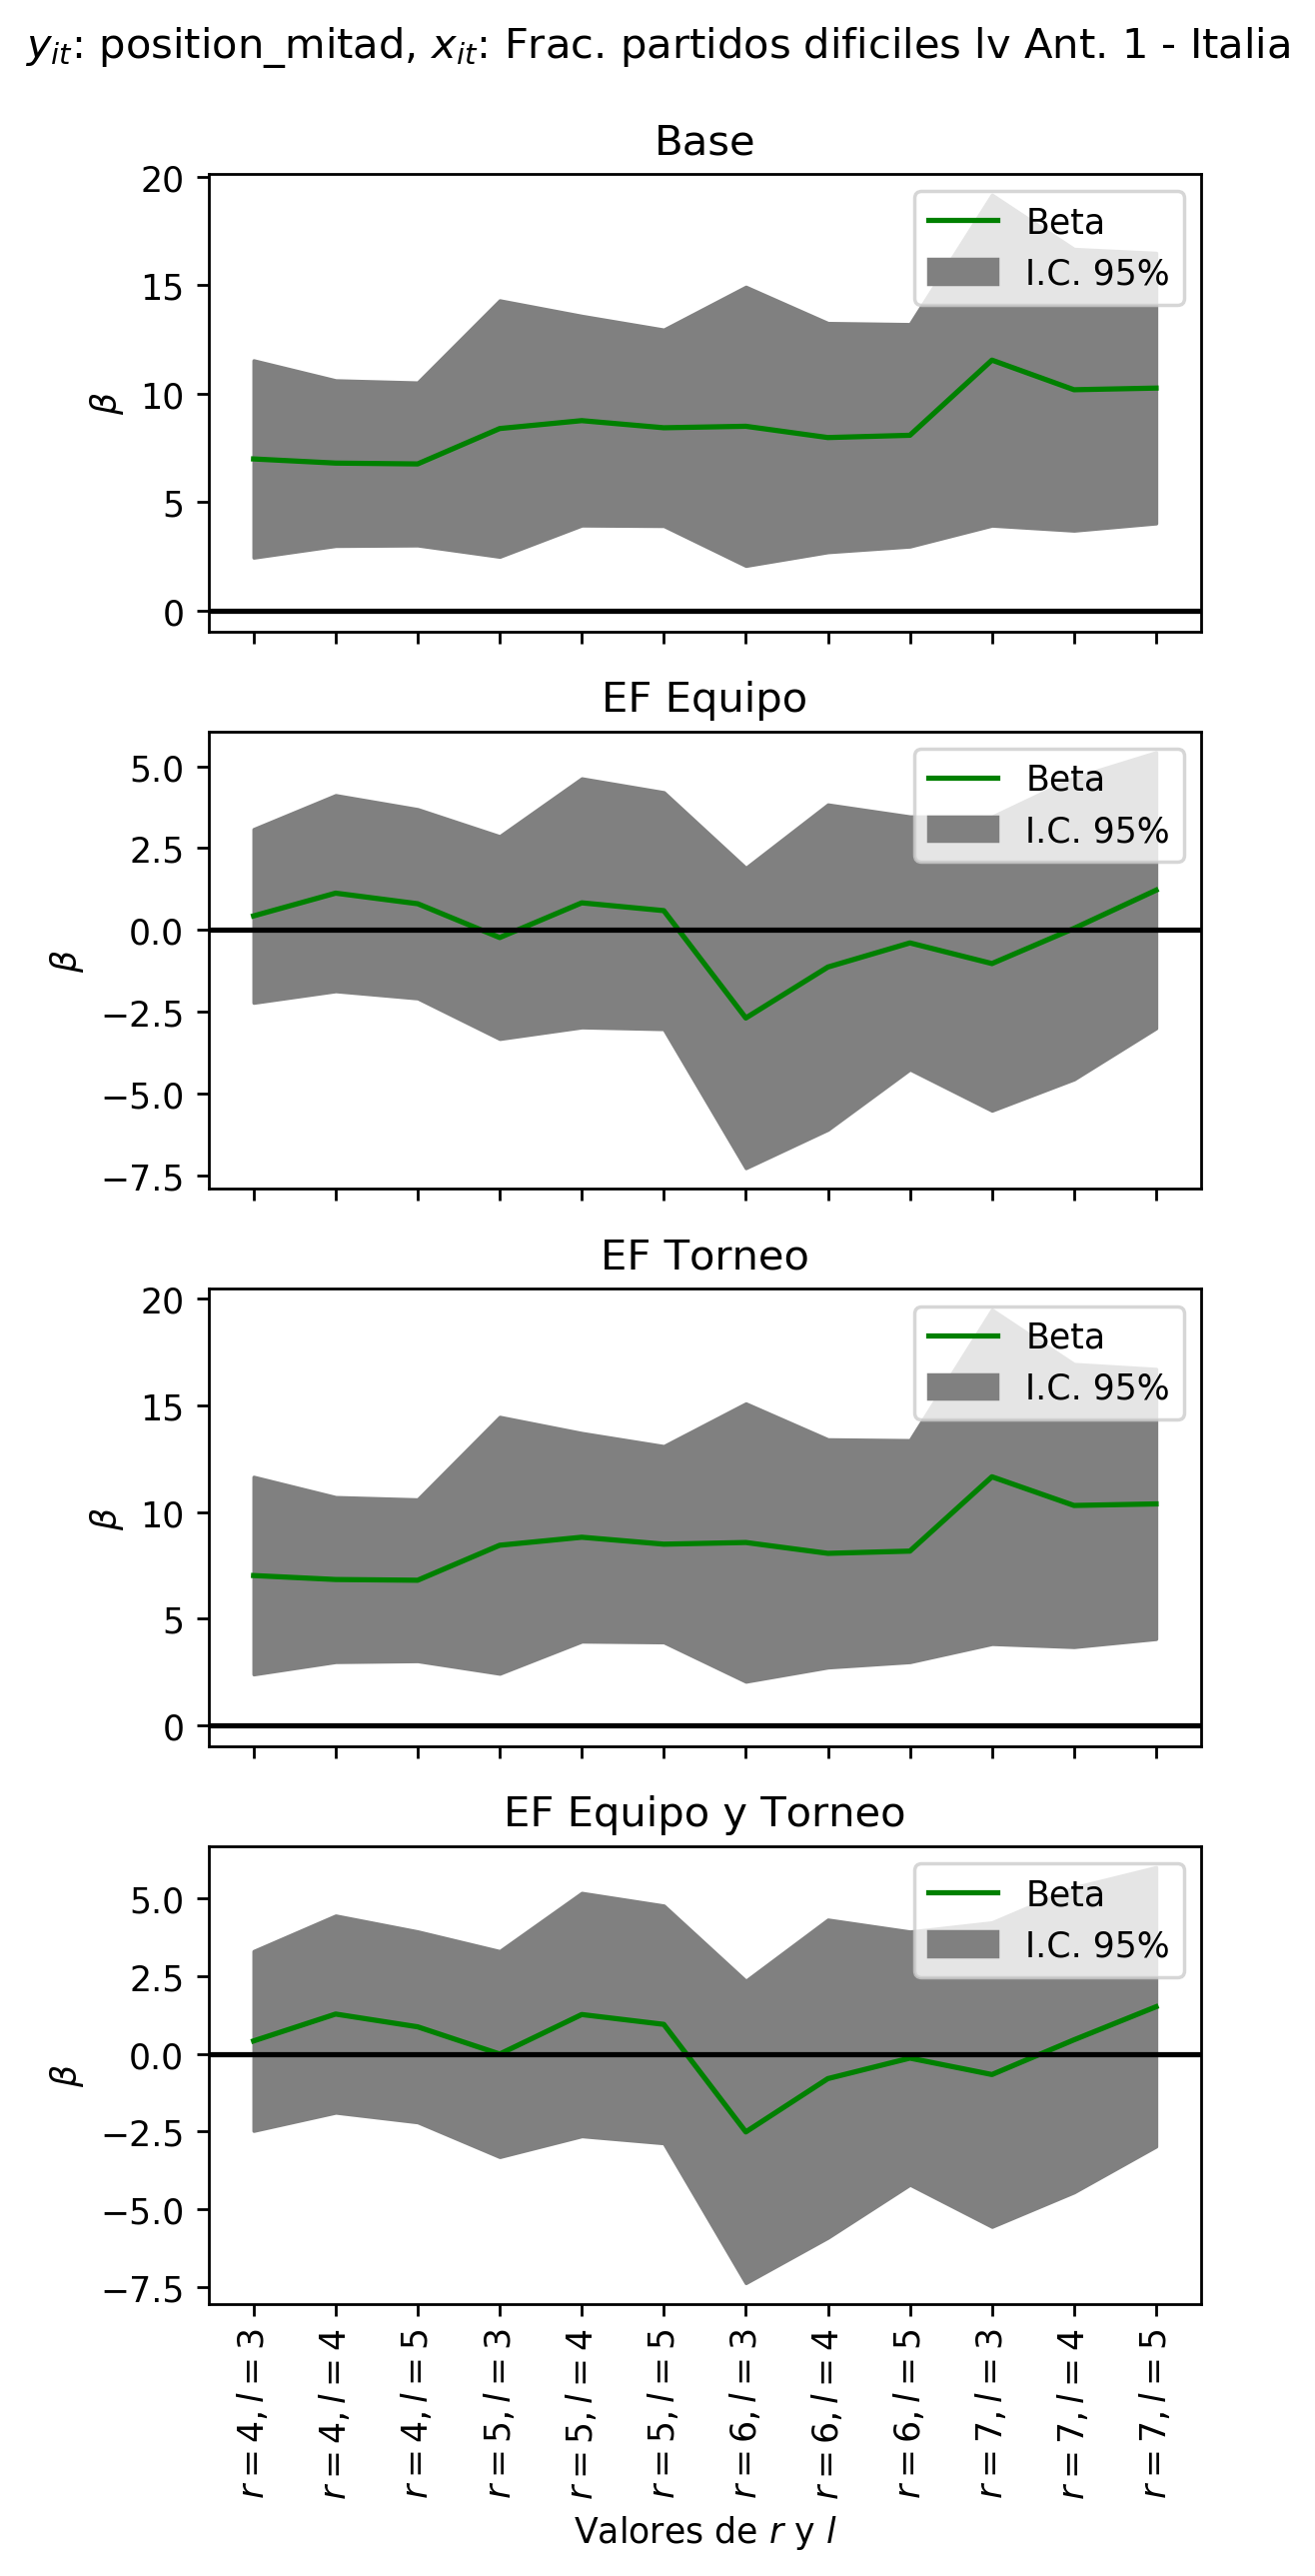 y_it: position_mitad, x_it: Frac. partidos dificiles lv Ant. 1 - Italia
Base
20
15
10
5
0
β
Beta
I.C. 95%
EF Equipo
5.0
2.5
0.0
−2.5
−5.0
−7.5
β
Beta
I.C. 95%
EF Torneo
20
15
10
5
0
β
Beta
I.C. 95%
EF Equipo y Torneo
5.0
2.5
0.0
−2.5
−5.0
−7.5
β
Beta
I.C. 95%
r = 4, l = 3
r = 4, l = 4
r = 4, l = 5
r = 5, l = 3
r = 5, l = 4
r = 5, l = 5
r = 6, l = 3
r = 6, l = 4
r = 6, l = 5
r = 7, l = 3
r = 7, l = 4
r = 7, l = 5
Valores de r y l